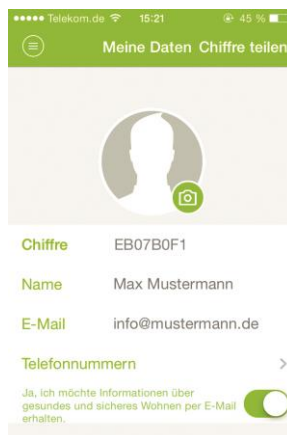 Telekom.de 15:21 45 %
Meine Daten Chiffre teilen
Chiffre EB07B0F1
Name Max Mustermann
E-Mail info@mustermann.de
Telefonnummern
Ja, ich möchte Informationen über
gesundes und sicheres Wohnen per E-Mail
erhalten.